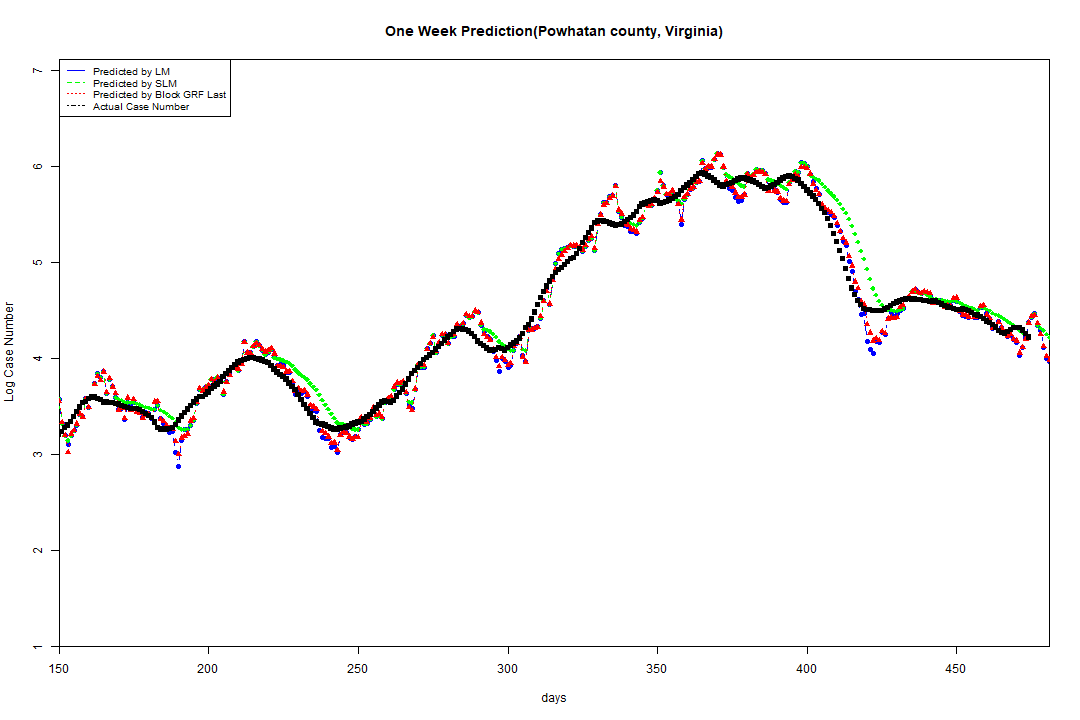 One Week Prediction(Powhatan county, Virginia)
Predicted by LM
Predicted by SLM
Predicted by Block GRF Last
Actual Case Number
7
6
5
4
3
2
1
Log Case Number
150 200 250 300 350 400 450
days